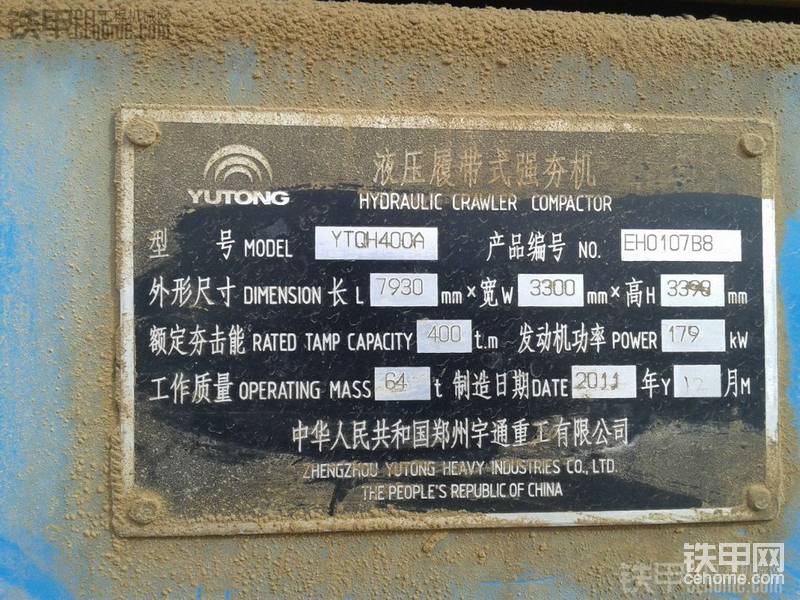 铁甲网
cehome.com
YUTONG
液压履带式强夯机
HYDRAULIC CRAWLER COMPACTOR
型 号 MODEL YTQH400A 产品编号 NO. EH0107B8
外形尺寸 DIMENSION 长 L 7930 mm × 宽 W 3300 mm × 高 H 3390 mm
额定夯击能 RATED TAMP CAPACITY 400 t.m 发动机功率 POWER 179 kW
工作质量 OPERATING MASS 64 t 制造日期 DATE 2011 年 Y 12 月 M
中华人民共和国郑州宇通重工有限公司
ZHENGZHOU YUTONG HEAVY INDUSTRIES CO., LTD.
THE PEOPLE'S REPUBLIC OF CHINA
铁甲网
cehome.com